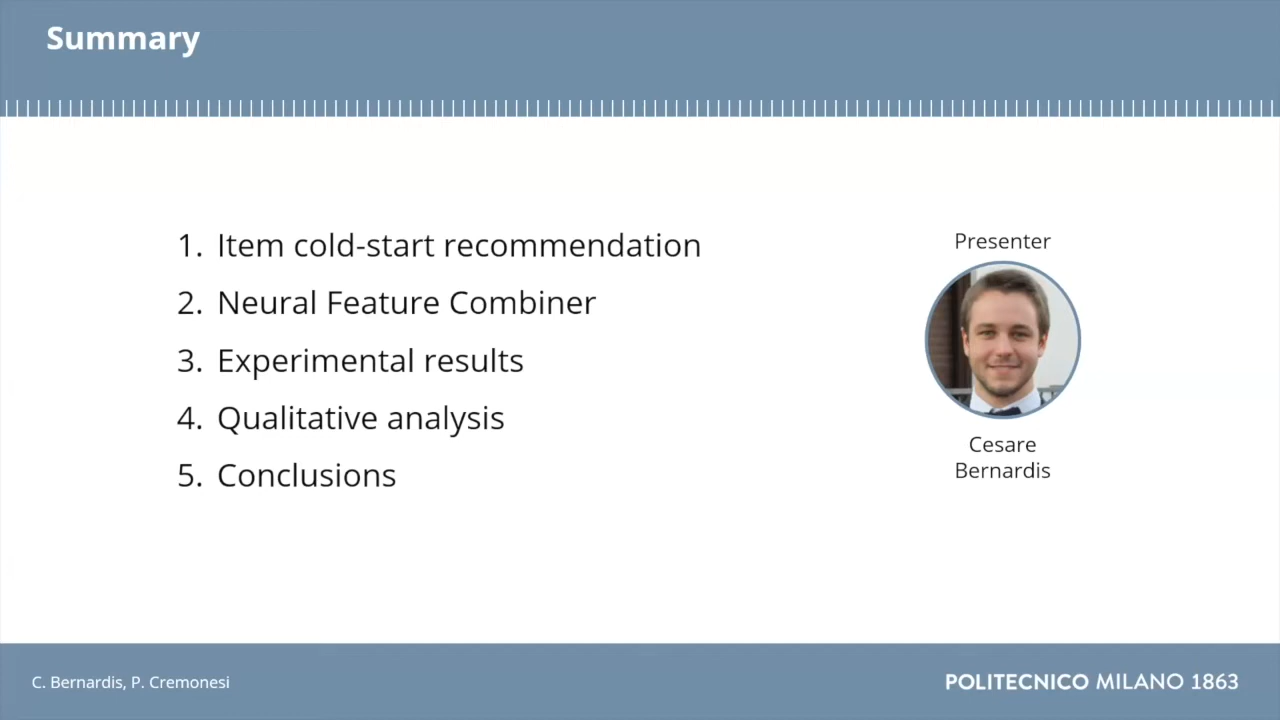 Summary
1. Item cold-start recommendation
2. Neural Feature Combiner
3. Experimental results
4. Qualitative analysis
5. Conclusions
Presenter
Cesare
Bernardis
C. Bernardis, P. Cremonesi
POLITECNICO MILANO 1863